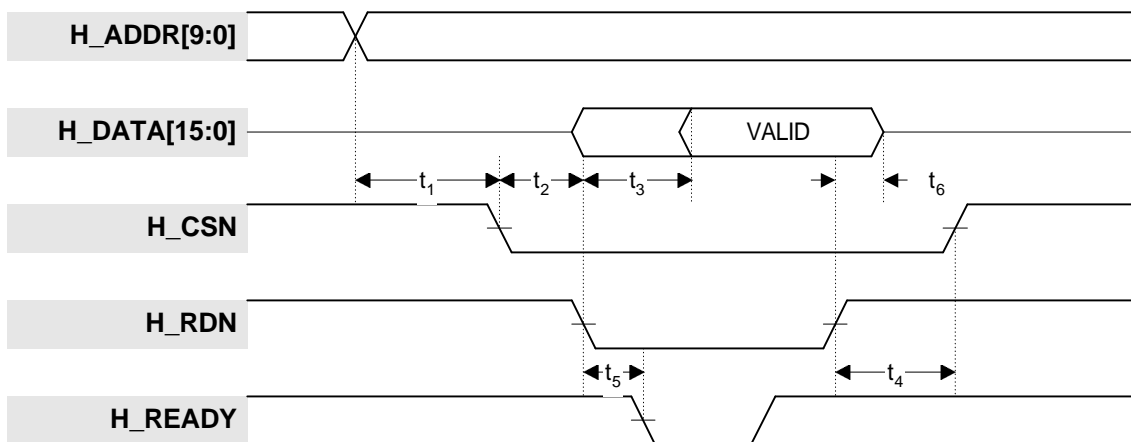 H_ADDR[9:0]
H_DATA[15:0]
VALID
t1
t2
t3
t6
H_CSN
H_RDN
t5
t4
H_READY